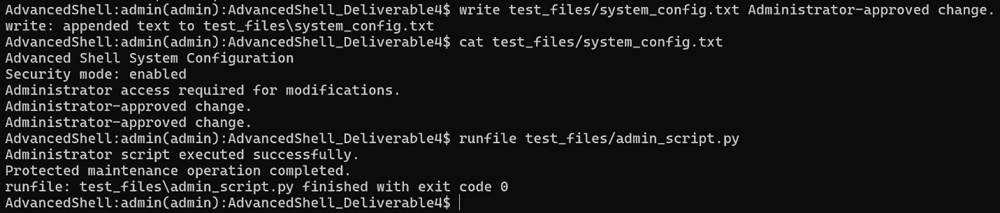 AdvancedShell:admin(admin):AdvancedShell_Deliverable4$ write test_files/system_config.txt Administrator-approved change.
write: appended text to test_files\system_config.txt
AdvancedShell:admin(admin):AdvancedShell_Deliverable4$ cat test_files/system_config.txt
Advanced Shell System Configuration
Security mode: enabled
Administrator access required for modifications.
Administrator-approved change.
Administrator-approved change.
AdvancedShell:admin(admin):AdvancedShell_Deliverable4$ runfile test_files/admin_script.py
Administrator script executed successfully.
Protected maintenance operation completed.
runfile: test_files\admin_script.py finished with exit code 0
AdvancedShell:admin(admin):AdvancedShell_Deliverable4$